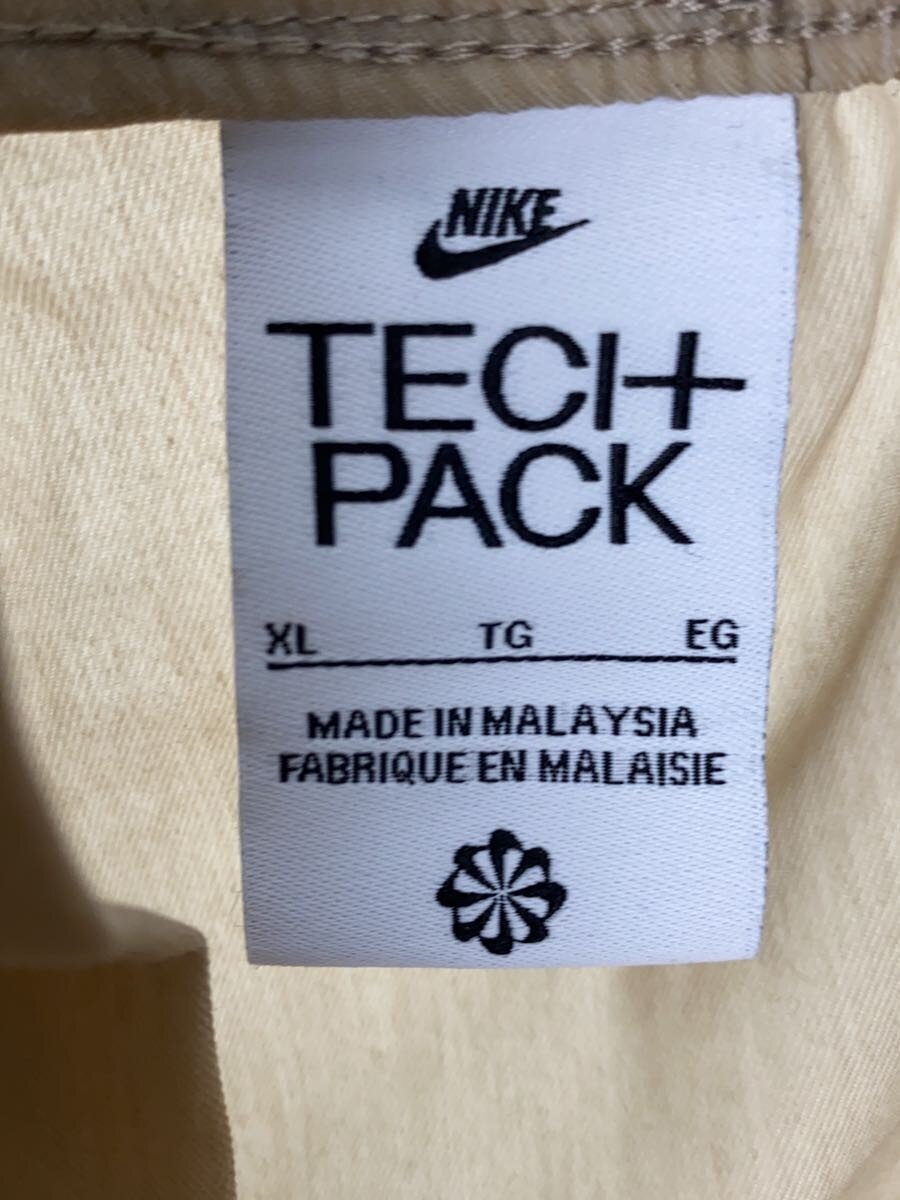 NIKE
TECH
PACK
XL TG EG
MADE IN MALAYSIA
FABRIQUE EN MALAISIE